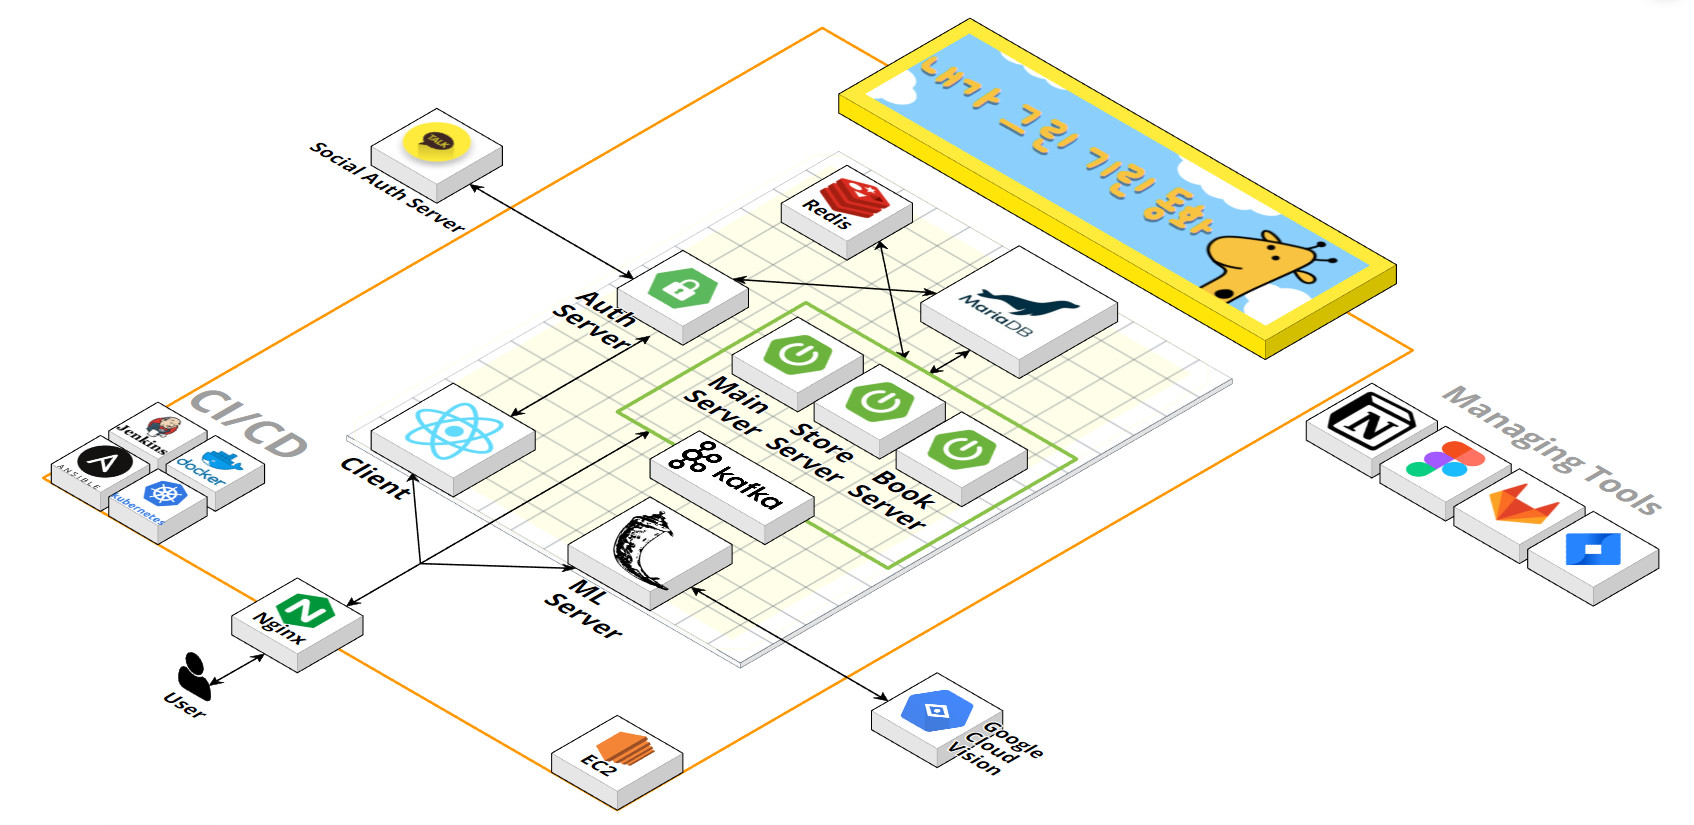 내가 그린 기린 동화
TALK
Social Auth Server
Redis
Auth
Server
MariaDB
Main
Server
Store
Server
Book
Server
kafka
Client
CI/CD
Jenkins
ANSIBLE
docker
kubernetes
Managing Tools
ML
Server
Nginx
User
EC2
Google
Cloud
Vision